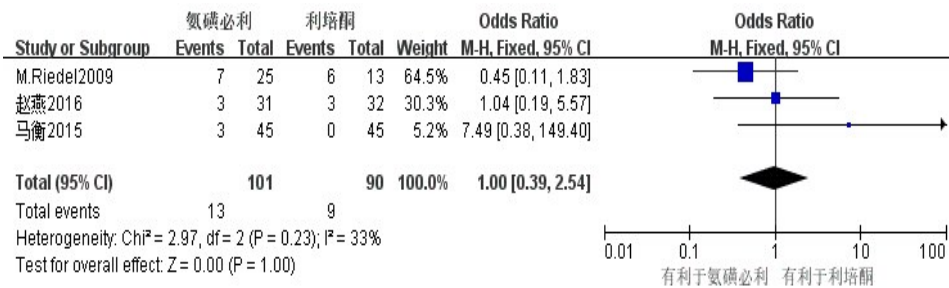 氨磺必利 利培酮 Odds Ratio Odds Ratio
Study or Subgroup Events Total Events Total Weight M-H, Fixed, 95% CI M-H, Fixed, 95% CI
M.Riedel2009 7 25 6 13 64.5% 0.45 [0.11, 1.83]
赵燕2016 3 31 3 32 30.3% 1.04 [0.19, 5.57]
马衡2015 3 45 0 45 5.2% 7.49 [0.38, 149.40]
Total (95% CI) 101 90 100.0% 1.00 [0.39, 2.54]
Total events 13 9
Heterogeneity: Chi² = 2.97, df = 2 (P = 0.23); I² = 33%
Test for overall effect: Z = 0.00 (P = 1.00)
0.01 0.1 1 10 100
有利于氨磺必利 有利于利培酮